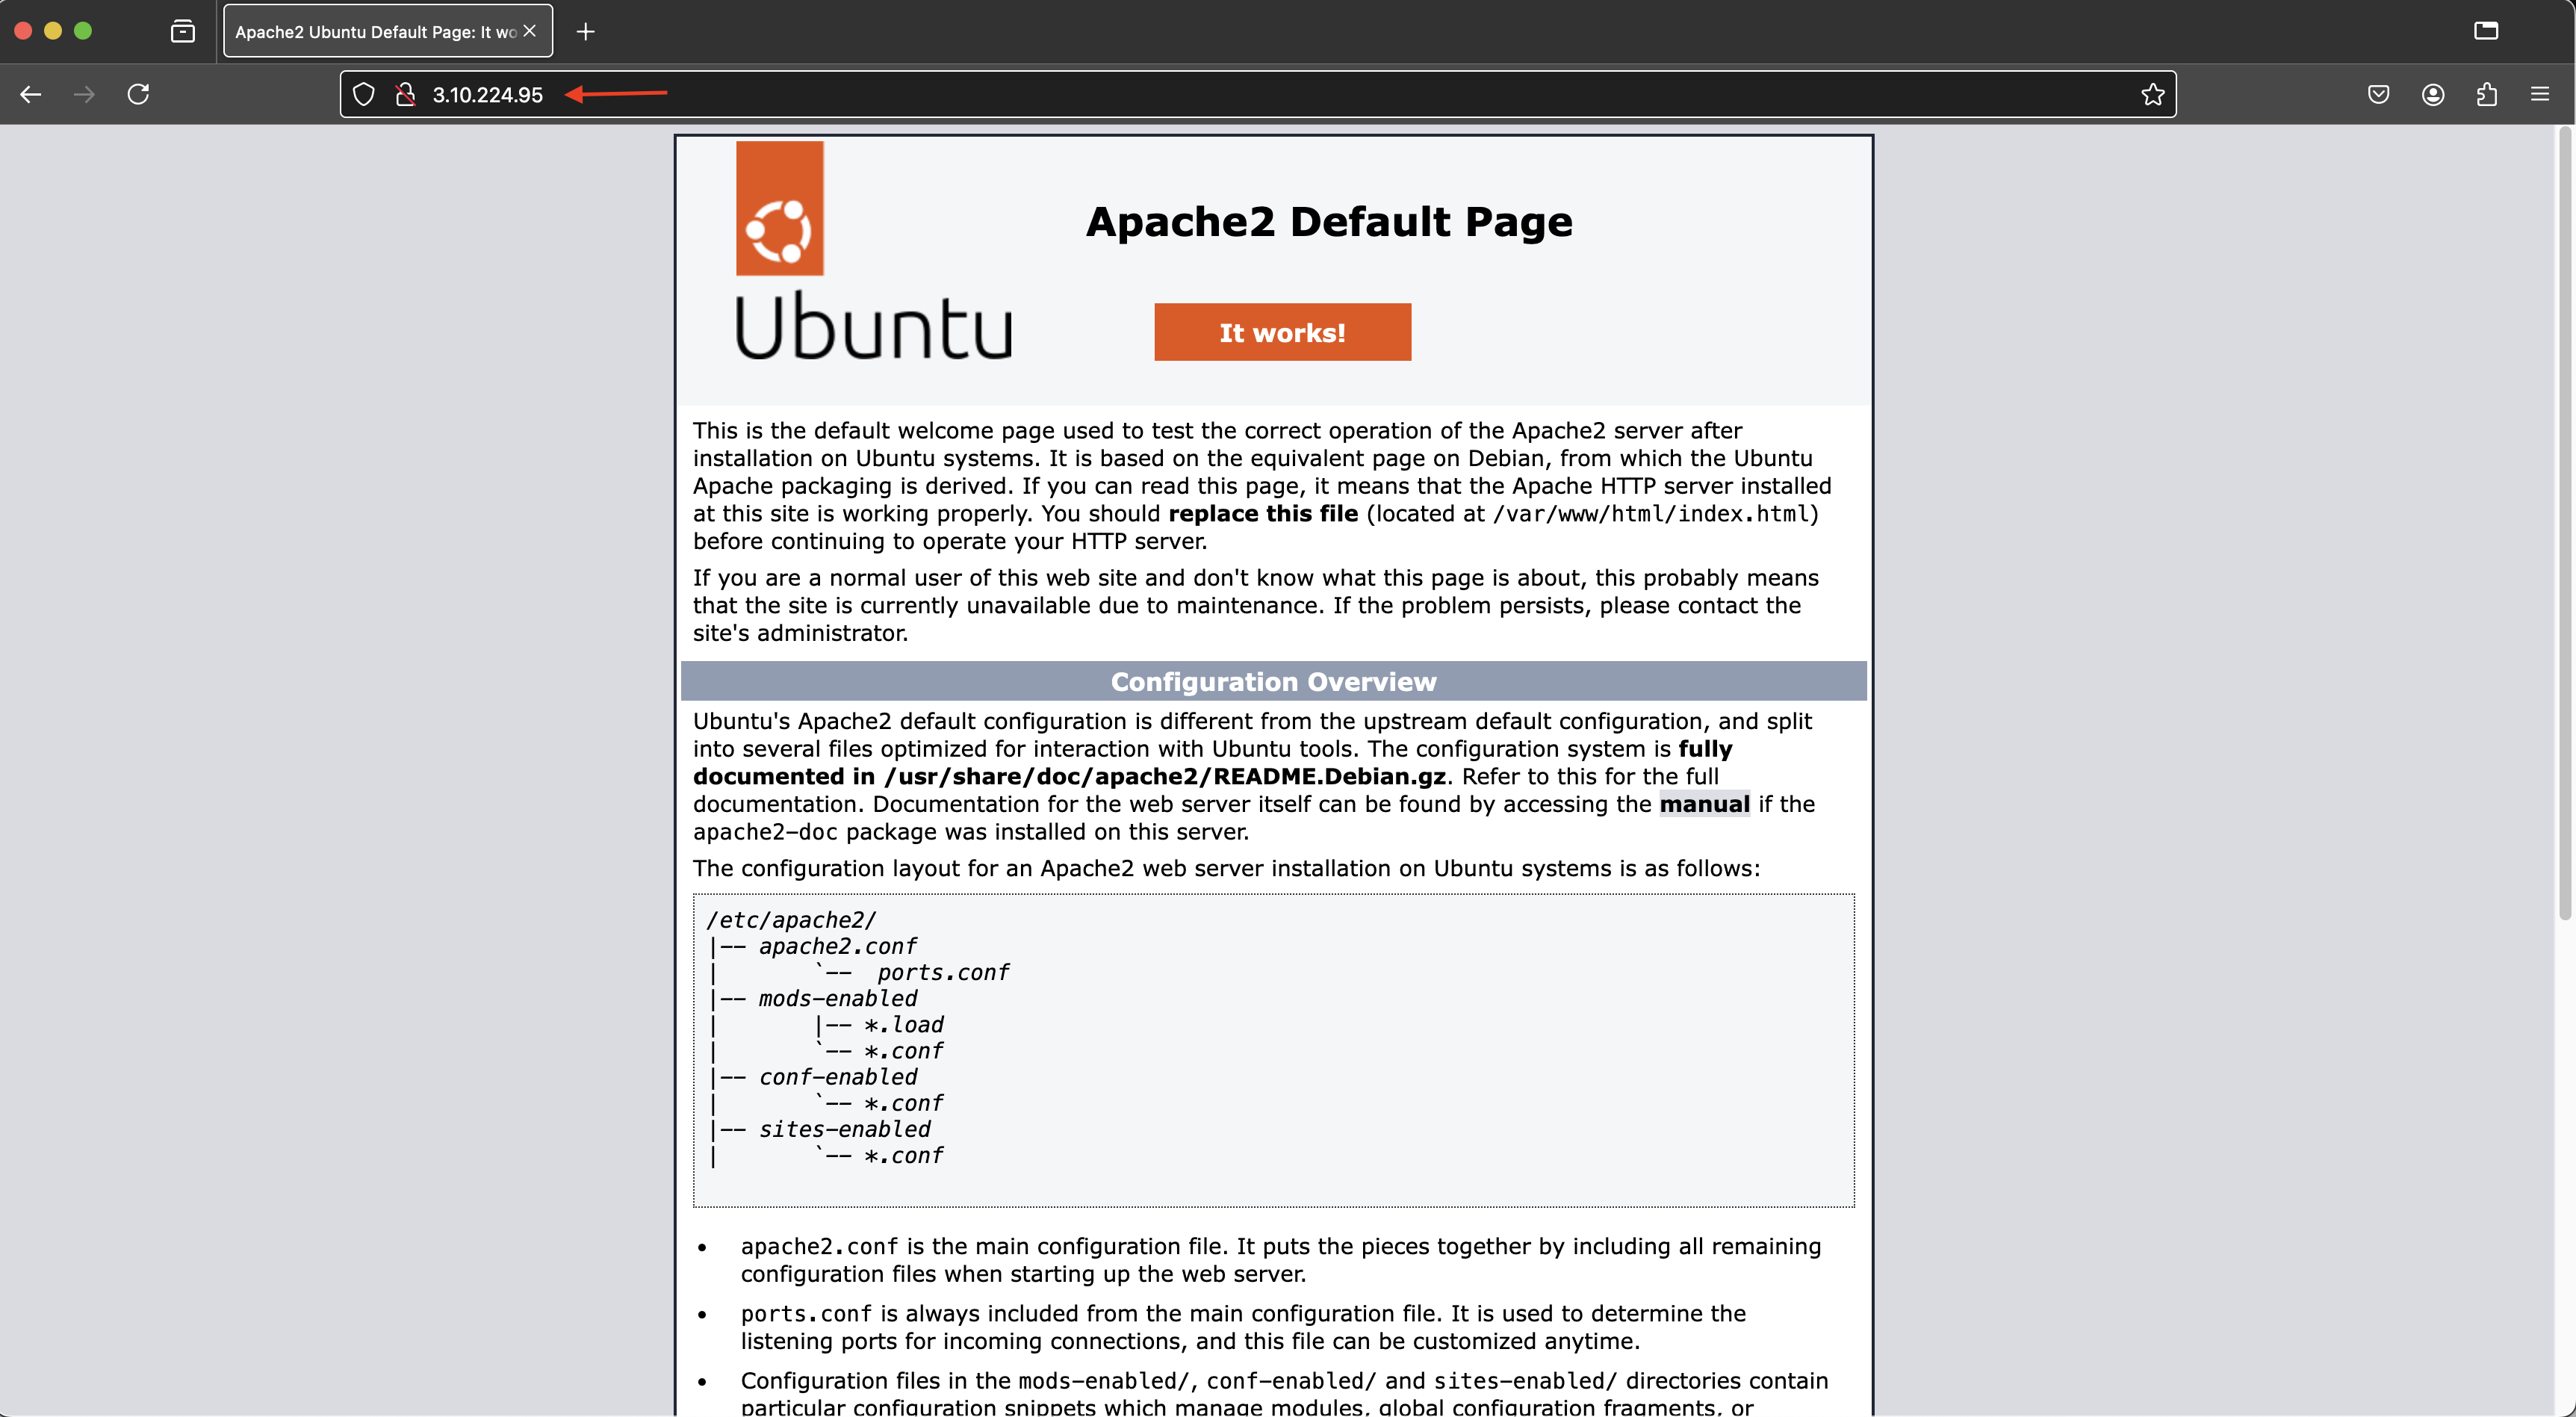 Apache2 Ubuntu Default Page: It wo
3.10.224.95
Apache2 Default Page
Ubuntu
It works!
This is the default welcome page used to test the correct operation of the Apache2 server after
installation on Ubuntu systems. It is based on the equivalent page on Debian, from which the Ubuntu
Apache packaging is derived. If you can read this page, it means that the Apache HTTP server installed
at this site is working properly. You should replace this file (located at /var/www/html/index.html)
before continuing to operate your HTTP server.
If you are a normal user of this web site and don't know what this page is about, this probably means
that the site is currently unavailable due to maintenance. If the problem persists, please contact the
site's administrator.
Configuration Overview
Ubuntu's Apache2 default configuration is different from the upstream default configuration, and split
into several files optimized for interaction with Ubuntu tools. The configuration system is fully
documented in /usr/share/doc/apache2/README.Debian.gz. Refer to this for the full
documentation. Documentation for the web server itself can be found by accessing the manual if the
apache2-doc package was installed on this server.
The configuration layout for an Apache2 web server installation on Ubuntu systems is as follows:
/etc/apache2/
|-- apache2.conf
|       `--  ports.conf
|-- mods-enabled
|       |-- *.load
|       `-- *.conf
|-- conf-enabled
|       `-- *.conf
|-- sites-enabled
|       `-- *.conf
• apache2.conf is the main configuration file. It puts the pieces together by including all remaining
configuration files when starting up the web server.
• ports.conf is always included from the main configuration file. It is used to determine the
listening ports for incoming connections, and this file can be customized anytime.
• Configuration files in the mods-enabled/, conf-enabled/ and sites-enabled/ directories contain
particular configuration snippets which manage modules, global configuration fragments, or